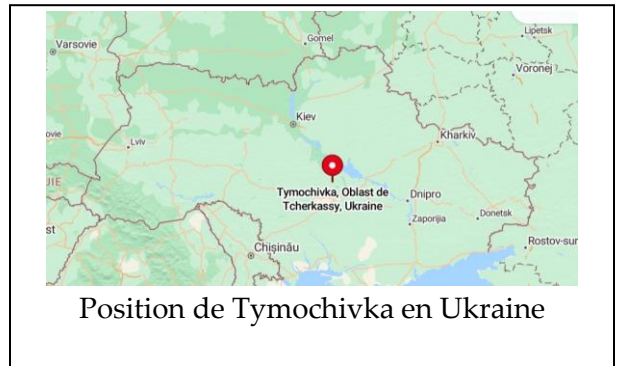 Varsovie
Gomel
Lipetsk
Voronej
Kiev
Lviv
Kharkiv
Tymochivka, Oblast de
Tcherkassy, Ukraine
Dnipro
Zaporijia
Donetsk
Chişinău
Rostov-sur
Position de Tymochivka en Ukraine